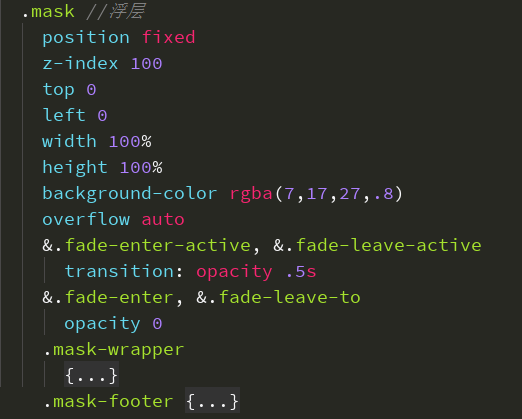 .mask //浮层
position fixed
z-index 100
top 0
left 0
width 100%
height 100%
background-color rgba(7,17,27,.8)
overflow auto
&.fade-enter-active, &.fade-leave-active
transition: opacity .5s
&.fade-enter, &.fade-leave-to
opacity 0
.mask-wrapper
{...}
.mask-footer {...}